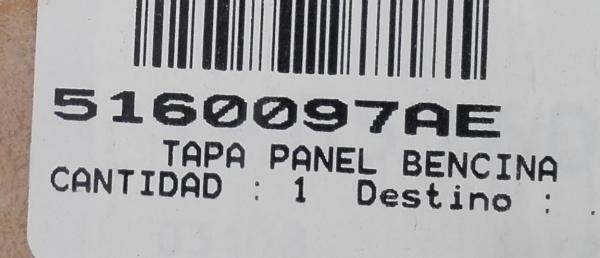 5160097AE
TAPA PANEL BENCINA
CANTIDAD : 1 Destino : .